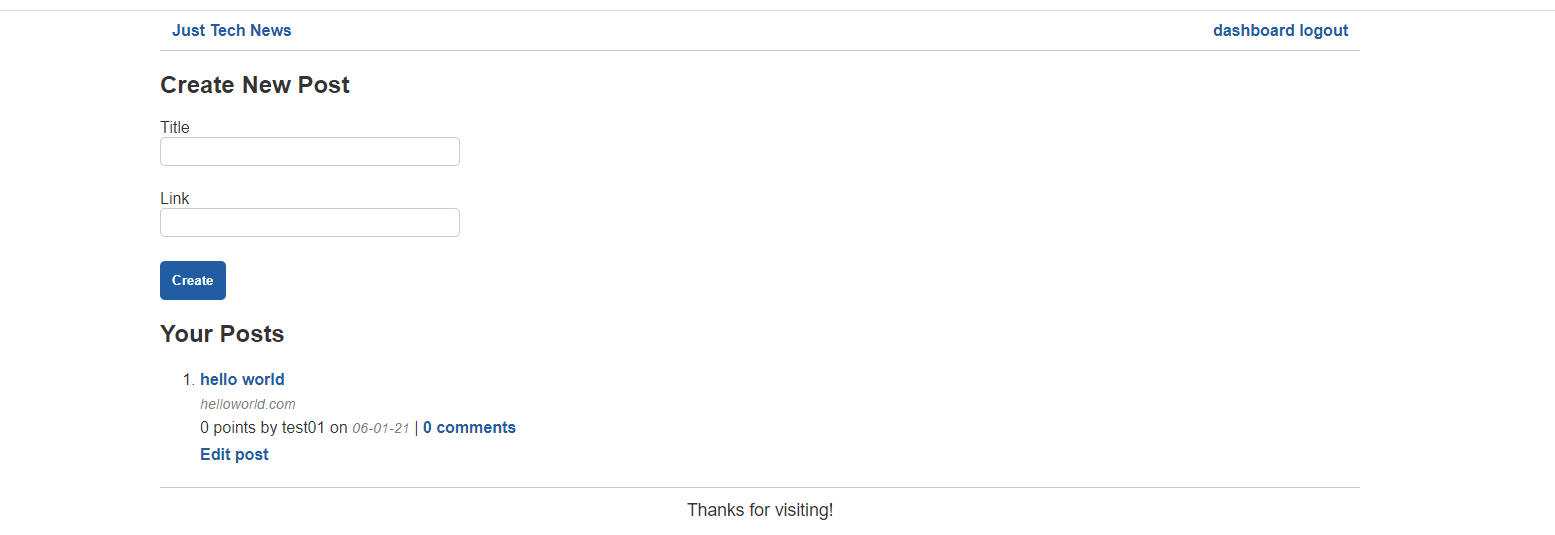 Just Tech News dashboard logout
Create New Post
Title
Link
Create
Your Posts
1. hello world
helloworld.com
0 points by test01 on 06-01-21 | 0 comments
Edit post
Thanks for visiting!